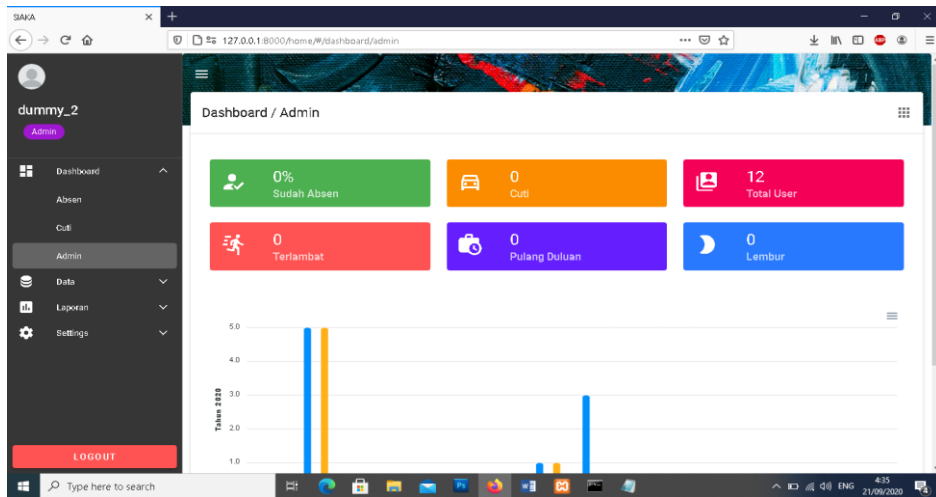 SIAKA
127.0.0.1:8000/home/#/dashboard/admin
dummy_2
Admin
Dashboard
Absen
Cuti
Admin
Data
Laporan
Settings
LOGOUT
Dashboard / Admin
0%
Sudah Absen
0
Cuti
12
Total User
0
Terlambat
0
Pulang Duluan
0
Lembur
Tahun 2020
5.0
4.0
3.0
2.0
1.0
Type here to search
Ps
ENG
4:35
21/09/2020